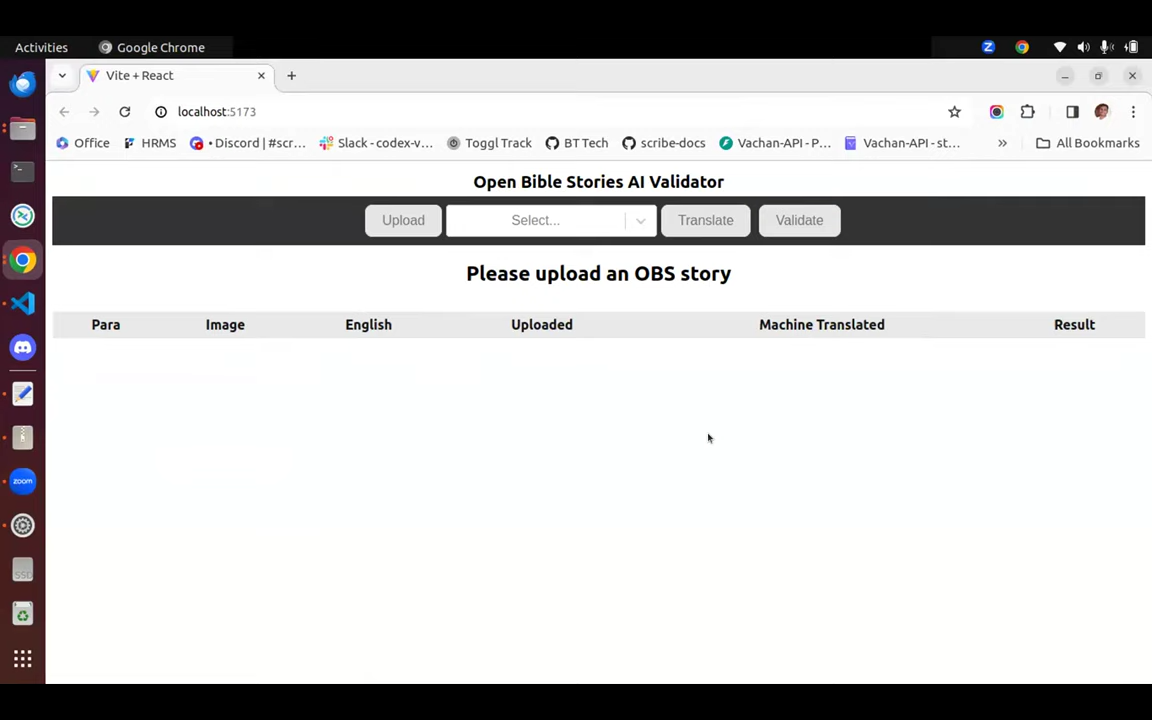 Activities Google Chrome
Vite + React
localhost:5173
Office HRMS • Discord | #scr... Slack - codex-v... Toggl Track BT Tech scribe-docs Vachan-API - P... Vachan-API - st... » All Bookmarks
Open Bible Stories AI Validator
Upload Select... Translate Validate
Please upload an OBS story
Para Image English Uploaded Machine Translated Result
zoom
SSD